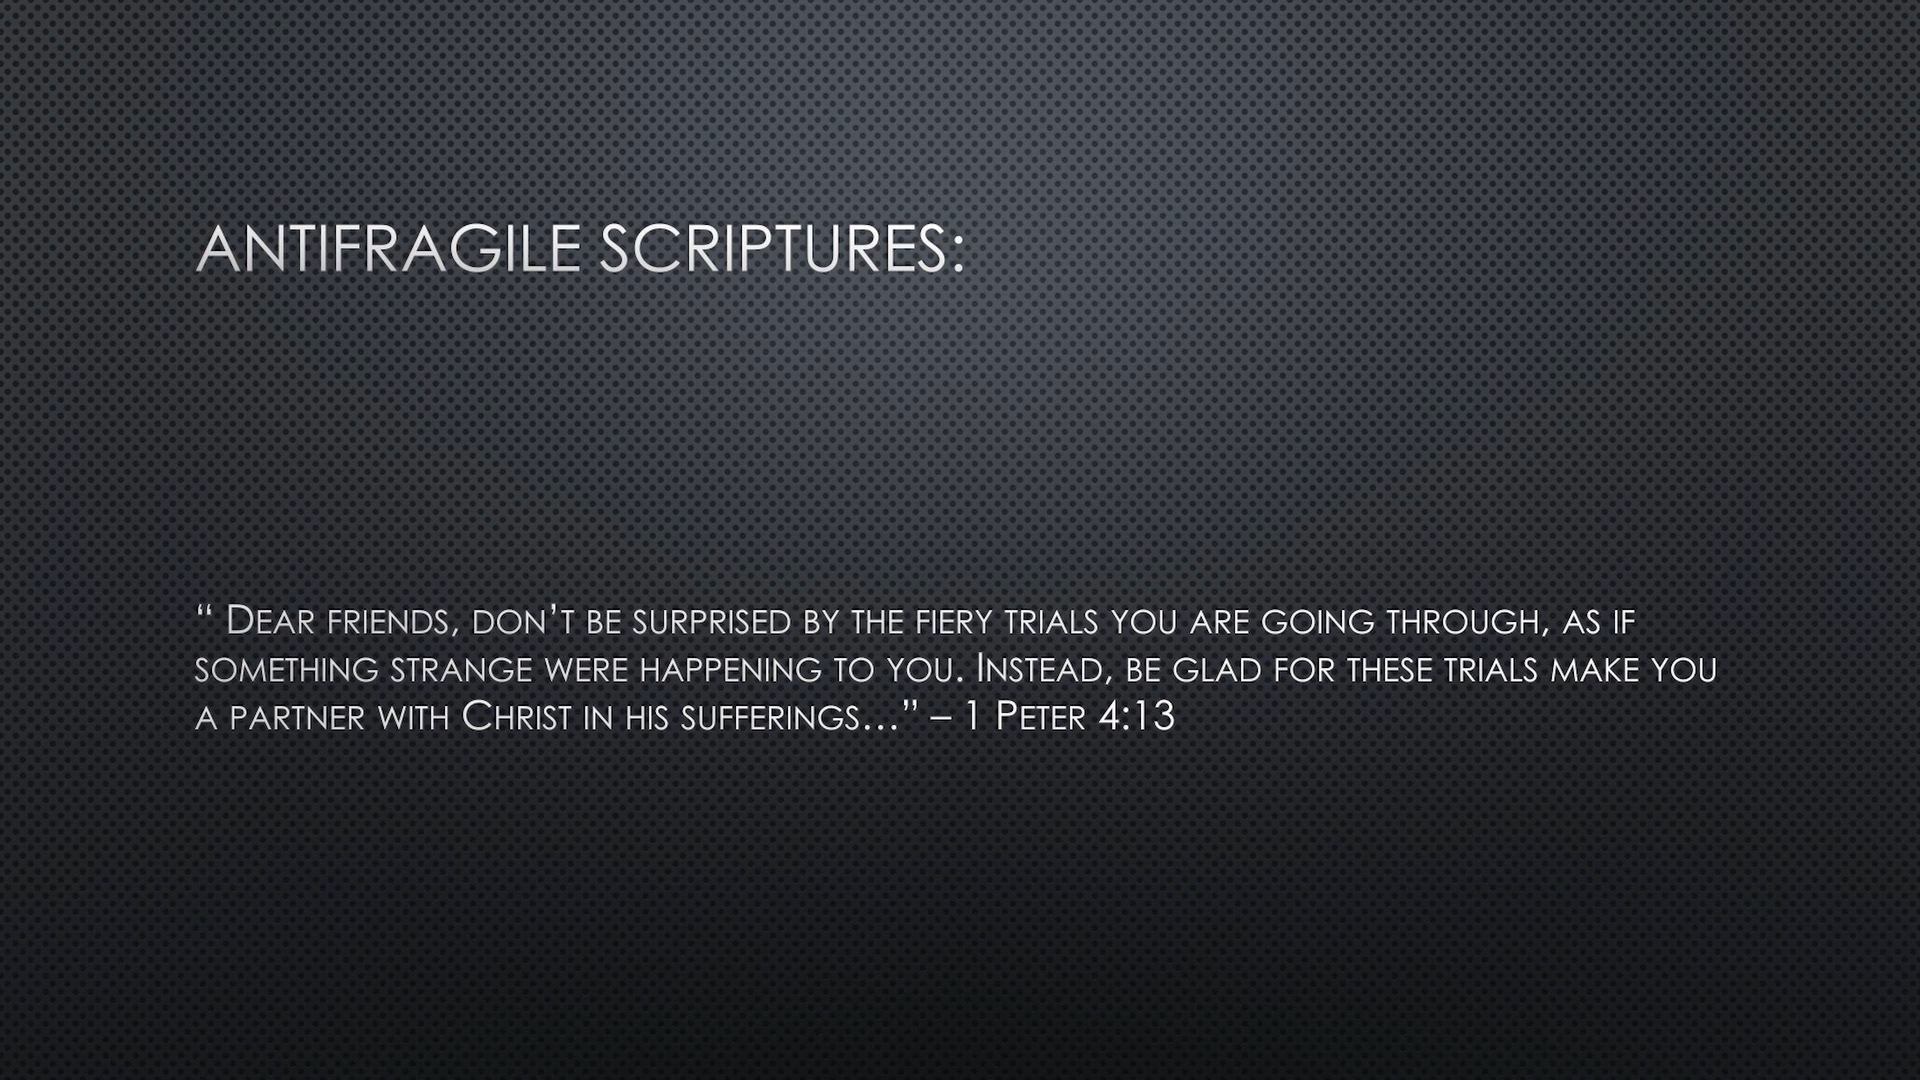 ANTIFRAGILE SCRIPTURES:
“ Dear friends, don’t be surprised by the fiery trials you are going through, as if
something strange were happening to you. Instead, be glad for these trials make you
a partner with Christ in his sufferings…” – 1 Peter 4:13